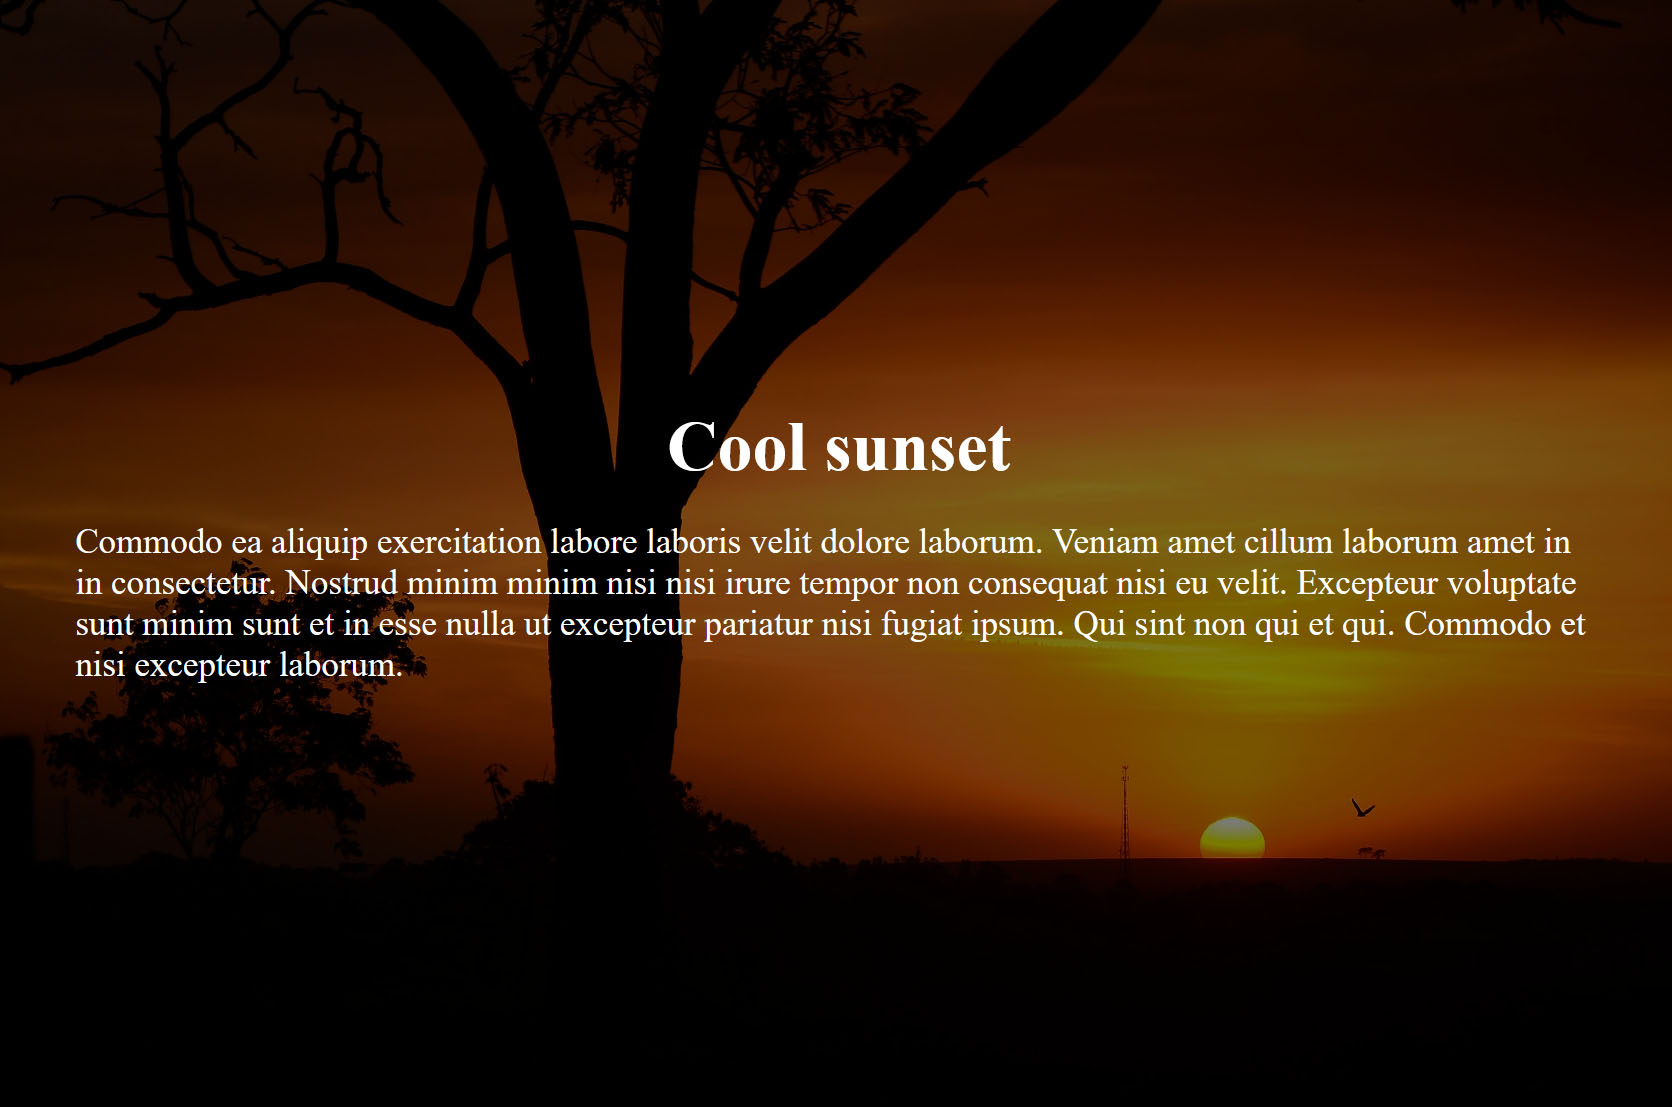 Cool sunset
Commodo ea aliquip exercitation labore laboris velit dolore laborum. Veniam amet cillum laborum amet in
in consectetur. Nostrud minim minim nisi nisi irure tempor non consequat nisi eu velit. Excepteur voluptate
sunt minim sunt et in esse nulla ut excepteur pariatur nisi fugiat ipsum. Qui sint non qui et qui. Commodo et
nisi excepteur laborum.